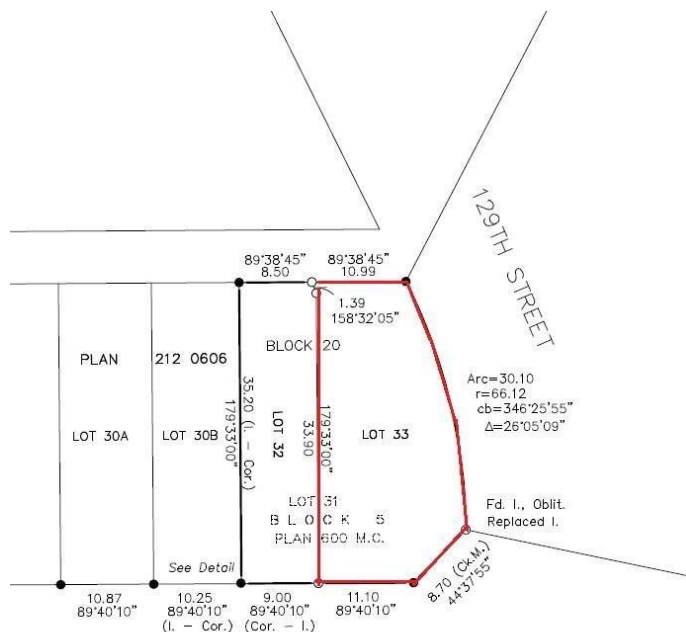 129TH STREET
89°38'45" 89°38'45"
8.50 10.99
1.39
158°32'05"
BLOCK 20
PLAN 212 0606
35.20 (I. - Cor.)
179°33'00"
33.90
179°33'00"
Arc=30.10
r=66.12
cb=346°25'55"
Δ=26°05'09"
LOT 30A LOT 30B LOT 32 LOT 33
Fd. I., Oblit.
Replaced I.
LOT 31
BLOCK 5
PLAN 600 M.C.
See Detail
8.70 (Ck.M.)
44°37'55"
10.87 10.25 9.00 11.10
89°40'10" 89°40'10" 89°40'10" 89°40'10"
(I. - Cor.) (Cor. - I.)